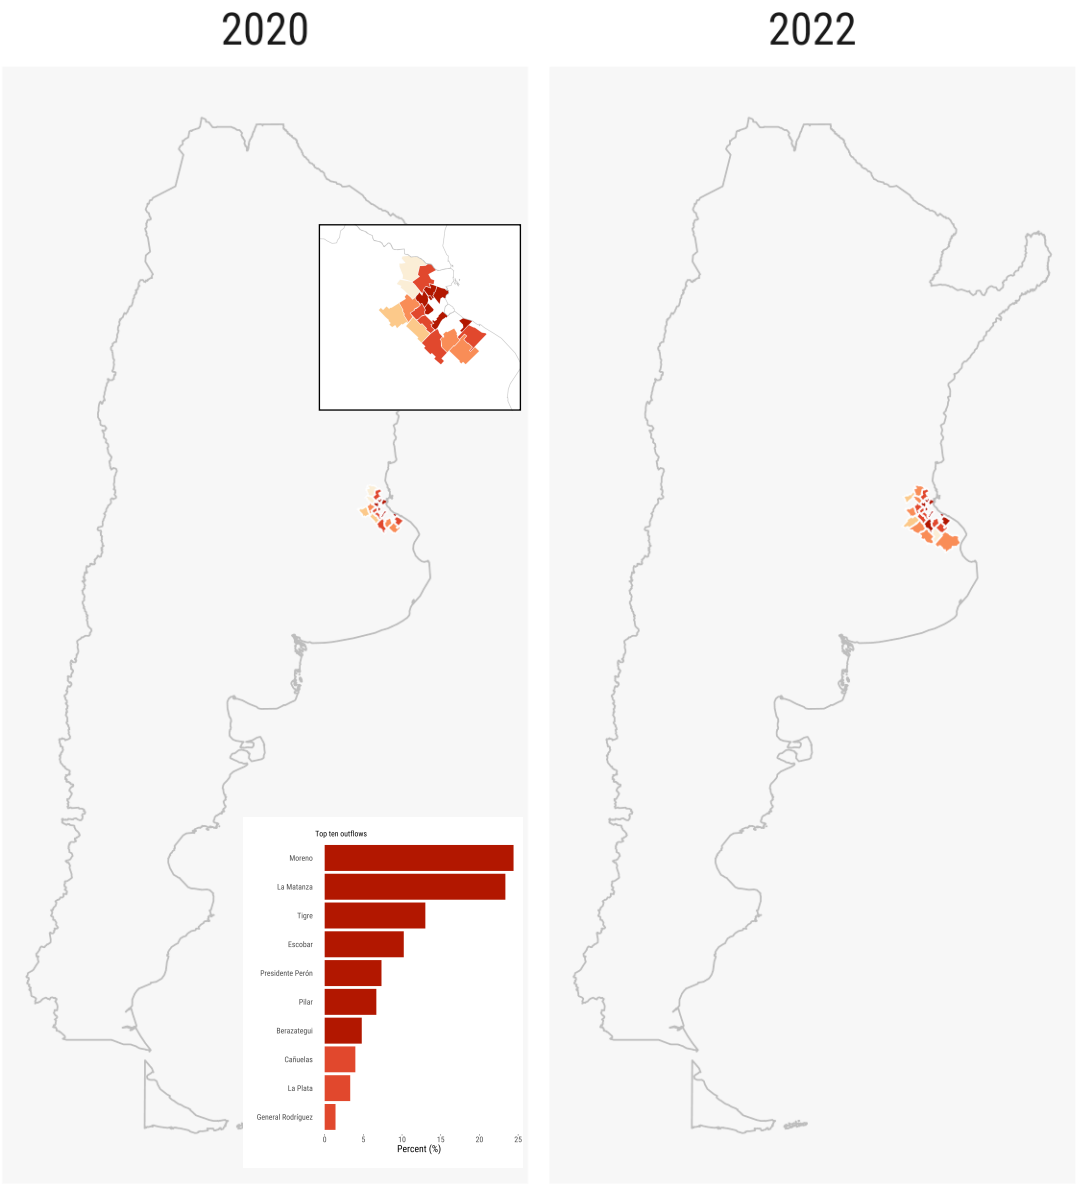 2020
2022
Top ten outflows
Moreno
La Matanza
Tigre
Escobar
Presidente Perón
Pilar
Berazategui
Cañuelas
La Plata
General Rodríguez
0 5 10 15 20 25
Percent (%)